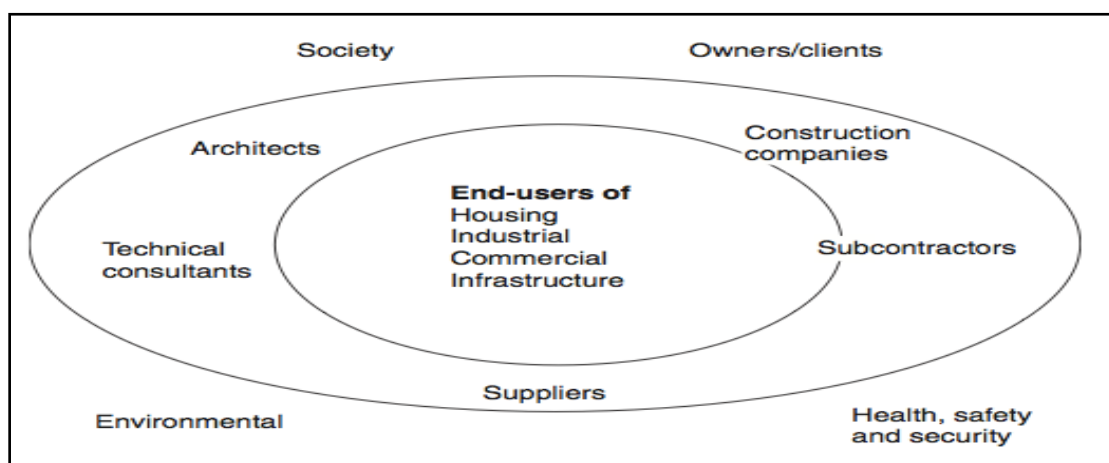 Society
Owners/clients
Architects
Construction
companies
End-users of
Housing
Industrial
Commercial
Infrastructure
Technical
consultants
Subcontractors
Suppliers
Environmental
Health, safety
and security